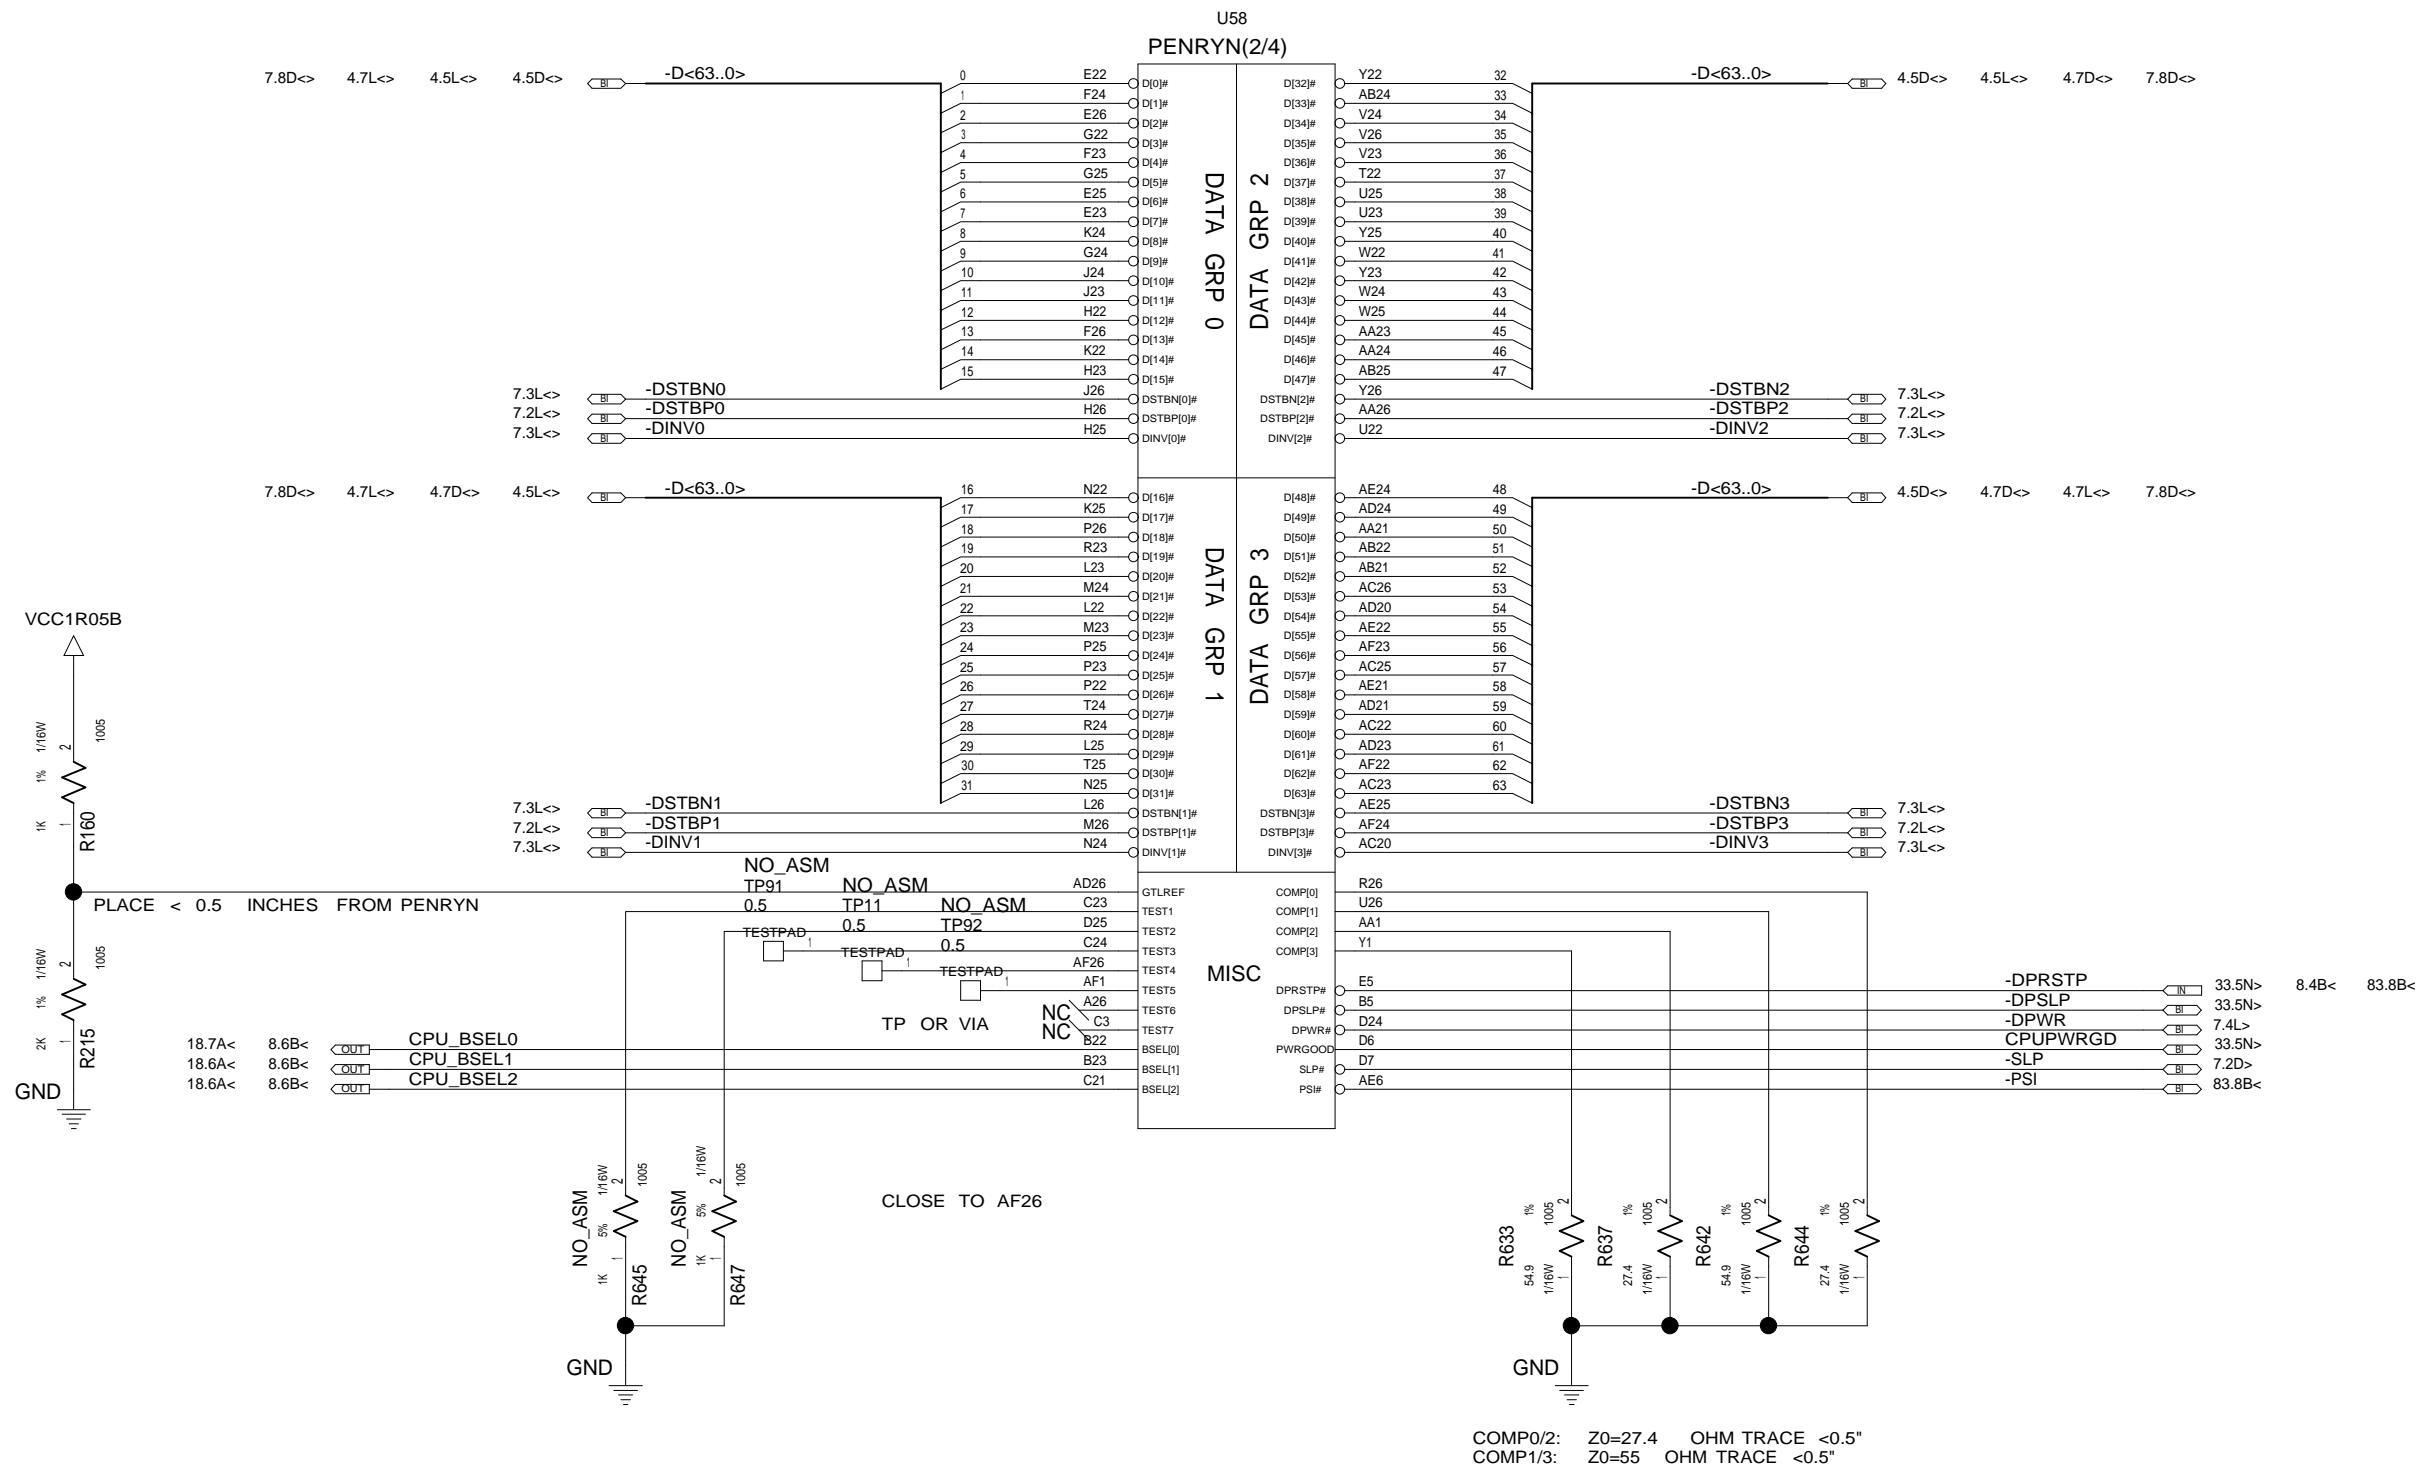 U58
PENRYN(2/4)
7.8D<> 4.7L<> 4.5L<> 4.5D<> BI -D<63..0> 0 E22 D[0]# D[32]# Y22 32 -D<63..0> BI 4.5D<> 4.5L<> 4.7D<> 7.8D<>
1 F24 D[1]# D[33]# AB24 33
2 E26 D[2]# D[34]# V24 34
3 G22 D[3]# D[35]# V26 35
4 F23 D[4]# D[36]# V23 36
5 G25 D[5]# D[37]# T22 37
6 E25 D[6]# D[38]# U25 38
7 E23 D[7]# D[39]# U23 39
8 K24 D[8]# D[40]# Y25 40
9 G24 D[9]# D[41]# W22 41
10 J24 D[10]# D[42]# Y23 42
11 J23 D[11]# D[43]# W24 43
12 H22 D[12]# D[44]# W25 44
13 F26 D[13]# D[45]# AA23 45
14 K22 D[14]# D[46]# AA24 46
15 H23 D[15]# D[47]# AB25 47
DATA GRP 0
DATA GRP 2
7.3L<> BI -DSTBN0 J26 DSTBN[0]# DSTBN[2]# Y26 -DSTBN2 BI 7.3L<>
7.2L<> BI -DSTBP0 H26 DSTBP[0]# DSTBP[2]# AA26 -DSTBP2 BI 7.2L<>
7.3L<> BI -DINV0 H25 DINV[0]# DINV[2]# U22 -DINV2 BI 7.3L<>
7.8D<> 4.7L<> 4.7D<> 4.5L<> BI -D<63..0> 16 N22 D[16]# D[48]# AE24 48 -D<63..0> BI 4.5D<> 4.7D<> 4.7L<> 7.8D<>
17 K25 D[17]# D[49]# AD24 49
18 P26 D[18]# D[50]# AA21 50
19 R23 D[19]# D[51]# AB22 51
20 L23 D[20]# D[52]# AB21 52
21 M24 D[21]# D[53]# AC26 53
22 L22 D[22]# D[54]# AD20 54
23 M23 D[23]# D[55]# AE22 55
24 P25 D[24]# D[56]# AF23 56
25 P23 D[25]# D[57]# AC25 57
26 P22 D[26]# D[58]# AE21 58
27 T24 D[27]# D[59]# AD21 59
28 R24 D[28]# D[60]# AC22 60
29 L25 D[29]# D[61]# AD23 61
30 T25 D[30]# D[62]# AF22 62
31 N25 D[31]# D[63]# AC23 63
DATA GRP 1
DATA GRP 3
7.3L<> BI -DSTBN1 L26 DSTBN[1]# DSTBN[3]# AE25 -DSTBN3 BI 7.3L<>
7.2L<> BI -DSTBP1 M26 DSTBP[1]# DSTBP[3]# AF24 -DSTBP3 BI 7.2L<>
7.3L<> BI -DINV1 N24 DINV[1]# DINV[3]# AC20 -DINV3 BI 7.3L<>
VCC1R05B
1K 1% 1/16W
1 2
1005
R160
PLACE < 0.5 INCHES FROM PENRYN
2K 1% 1/16W
1 2
1005
R215
GND
NO_ASM
TP91
0.5
TESTPAD 1
NO_ASM
TP11
0.5
TESTPAD 1
NO_ASM
TP92
0.5
TESTPAD 1
AD26 GTLREF COMP[0] R26
C23 TEST1 COMP[1] U26
D25 TEST2 COMP[2] AA1
C24 TEST3 COMP[3] Y1
AF26 TEST4
MISC
AF1 TEST5 DPRSTP# E5 -DPRSTP IN 33.5N> 8.4B< 83.8B<
NC A26 TEST6 DPSLP# B5 -DPSLP BI 33.5N>
TP OR VIA
NC C3 TEST7 DPWR# D24 -DPWR BI 7.4L>
18.7A< 8.6B< OUT CPU_BSEL0 B22 BSEL[0] PWRGOOD D6 CPUPWRGD BI 33.5N>
18.6A< 8.6B< OUT CPU_BSEL1 B23 BSEL[1] SLP# D7 -SLP BI 7.2D>
18.6A< 8.6B< OUT CPU_BSEL2 C21 BSEL[2] PSI# AE6 -PSI BI 83.8B<
NO_ASM
1K 5% 1/16W
1 2
1005
R645
NO_ASM
1K 5% 1/16W
1 2
1005
R647
GND
CLOSE TO AF26
R633
54.9 1%
1/16W 1005
1 2
R637
27.4 1%
1/16W 1005
1 2
R642
54.9 1%
1/16W 1005
1 2
R644
27.4 1%
1/16W 1005
1 2
GND
COMP0/2: Z0=27.4 OHM TRACE <0.5"
COMP1/3: Z0=55 OHM TRACE <0.5"